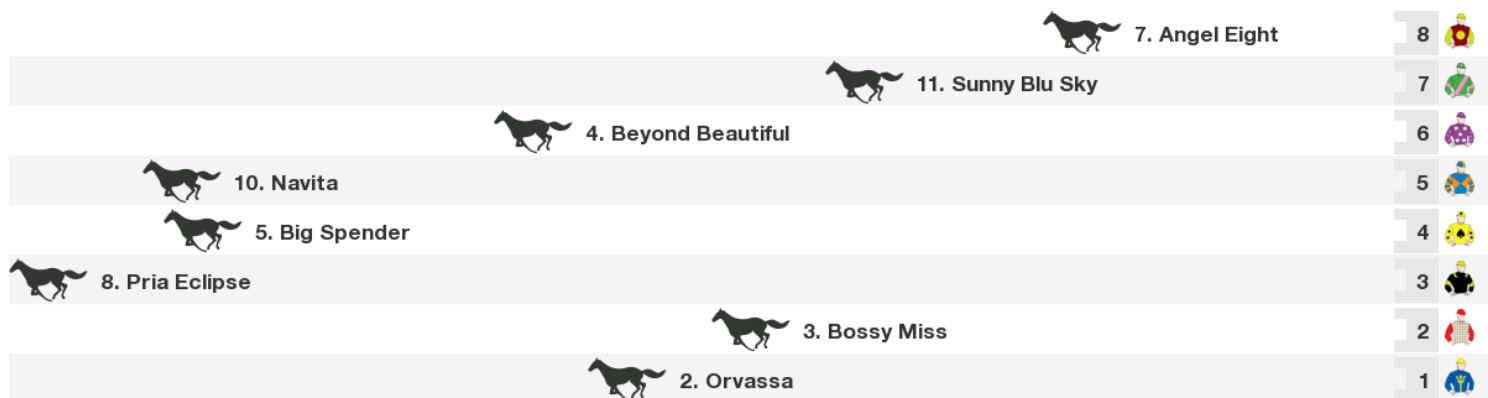 7. Angel Eight 8
11. Sunny Blu Sky 7
4. Beyond Beautiful 6
10. Navita 5
5. Big Spender 4
8. Pria Eclipse 3
3. Bossy Miss 2
2. Orvassa 1